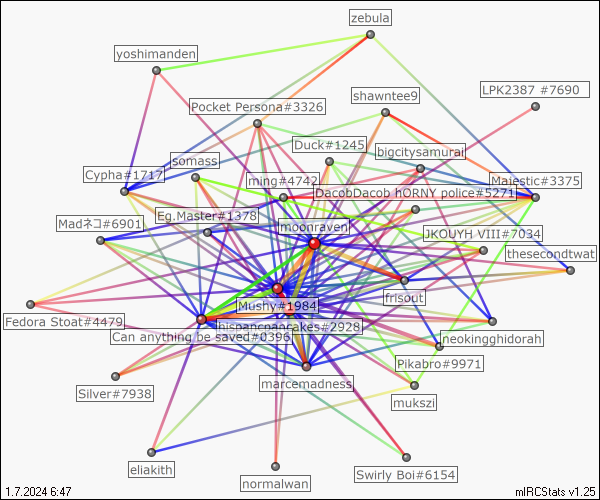 zebula
yoshimanden
LPK2387 #7690
shawntee9
Pocket Persona#3326
Duck#1245
bigcitysamurai
somass
Cypha#1717
ming#4742
Majestic#3375
DacobDacob hORNY police#5271
Eg.Master#1378
Madネコ#6901
moonraven
JKOUYH VIII#7034
thesecondtwat
frisout
Mushy#1984
Fedora Stoat#4479
hispancpancakes#2928
Can anything be saved#0396
neokingghidorah
Pikabro#9971
marcemadness
Silver#7938
mukszi
eliakith
Swirly Boi#6154
normalwan
1.7.2024 6:47
mIRCStats v1.25